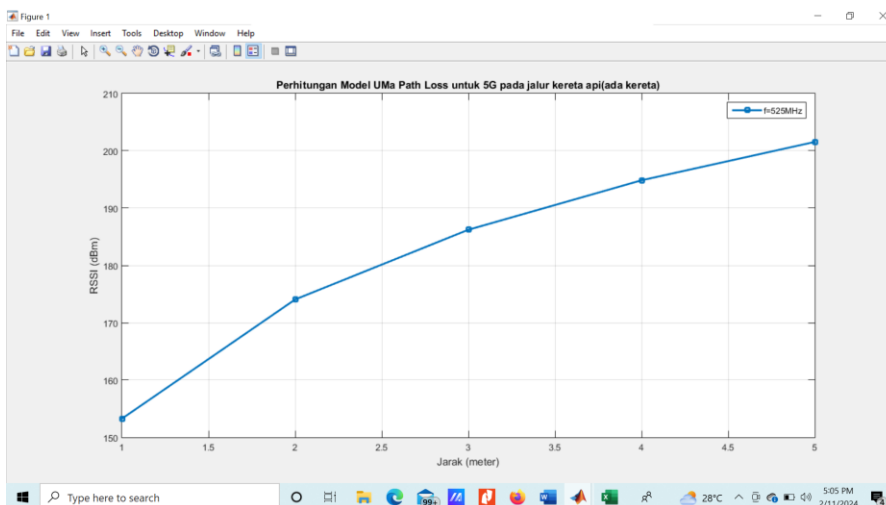 Figure 1
File Edit View Insert Tools Desktop Window Help
Perhitungan Model UMa Path Loss untuk 5G pada jalur kereta api(ada kereta)
f=525MHz
210
200
190
180
170
160
150
RSSI (dBm)
1 1.5 2 2.5 3 3.5 4 4.5 5
Jarak (meter)
Type here to search
99+
28°C
5:05 PM
2/11/2024